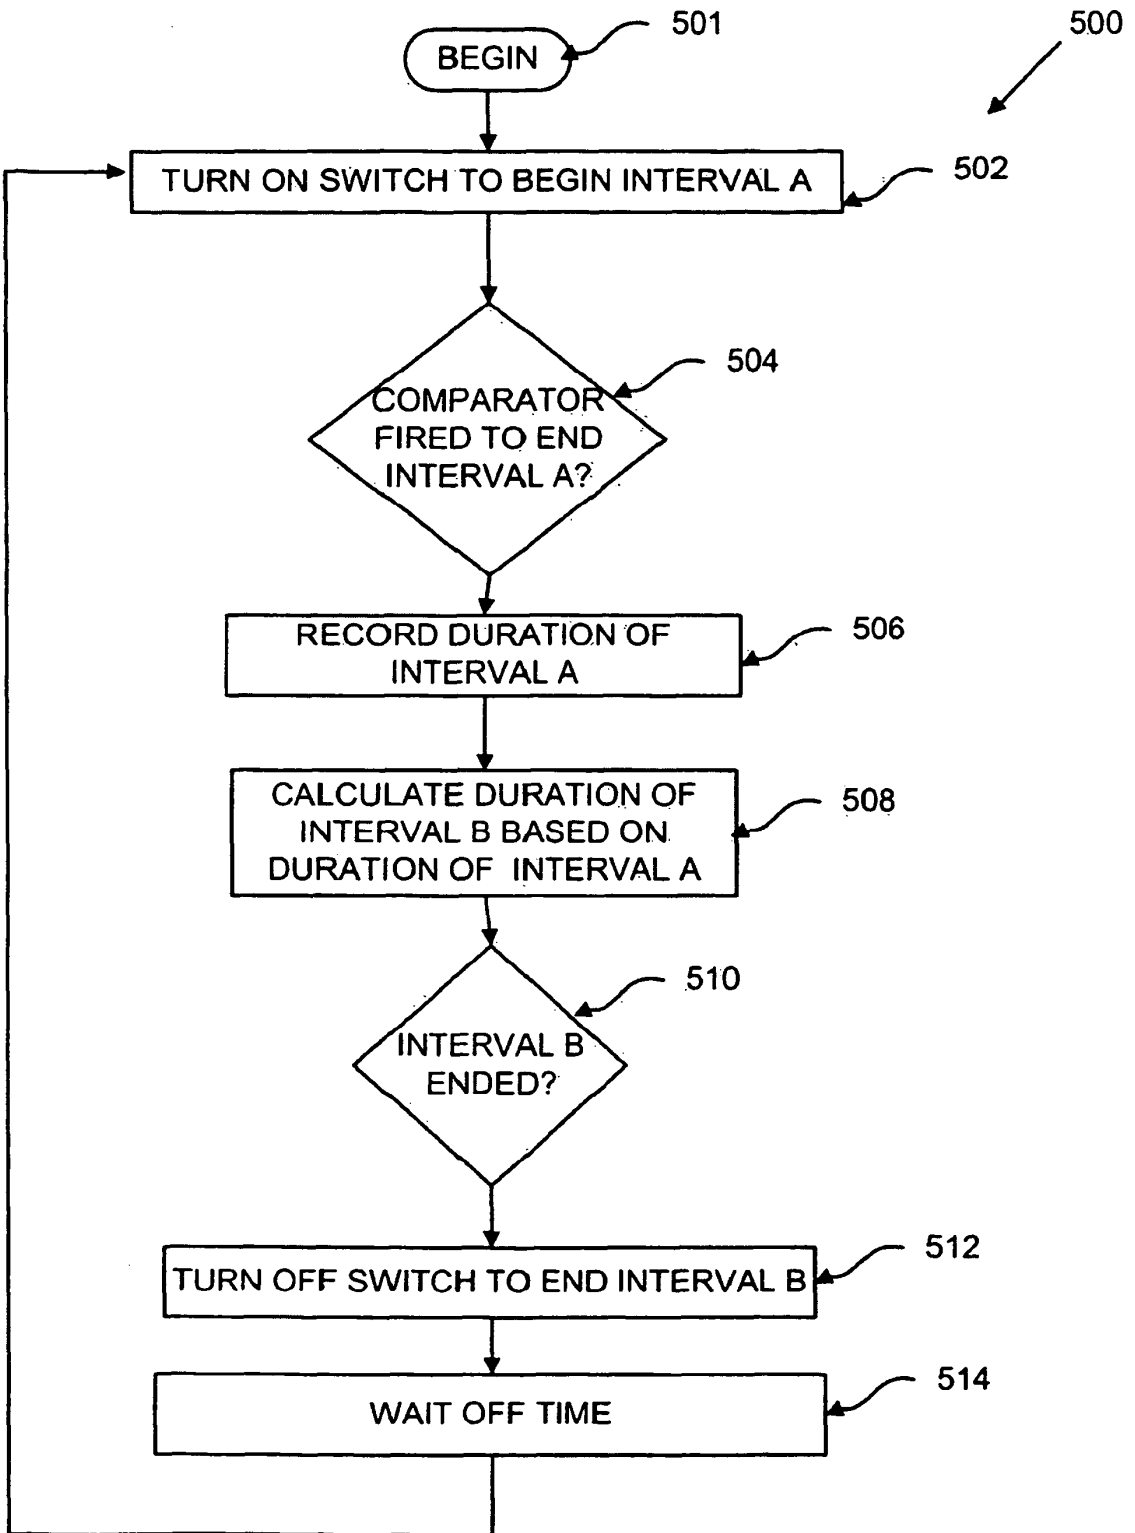 501
500
BEGIN
TURN ON SWITCH TO BEGIN INTERVAL A
502
504
COMPARATOR
FIRED TO END
INTERVAL A?
RECORD DURATION OF
INTERVAL A
506
CALCULATE DURATION OF
INTERVAL B BASED ON
DURATION OF INTERVAL A
508
510
INTERVAL B
ENDED?
512
TURN OFF SWITCH TO END INTERVAL B
514
WAIT OFF TIME